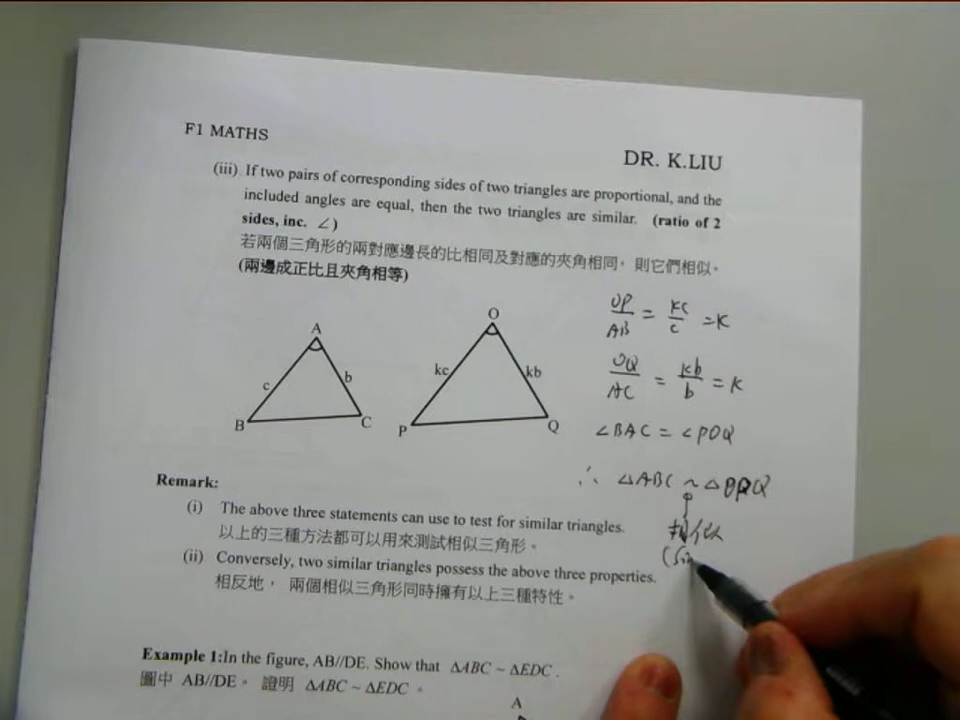 F1 MATHS
DR. K.LIU
(iii) If two pairs of corresponding sides of two triangles are proportional, and the
included angles are equal, then the two triangles are similar. (ratio of 2
sides, inc. ∠)
若兩個三角形的兩對應邊長的比相同及對應的夾角相同，則它們相似。
(兩邊成正比且夾角相等)
A
c
b
B
C
O
kc
kb
P
Q
OP/AB = kc/c = K
OQ/AC = kb/b = K
∠BAC = ∠POQ
∴ △ABC ~ △OPQ
相似
(Sim
Remark:
(i) The above three statements can use to test for similar triangles.
以上的三種方法都可以用來測試相似三角形。
(ii) Conversely, two similar triangles possess the above three properties.
相反地， 兩個相似三角形同時擁有以上三種特性。
Example 1:In the figure, AB//DE. Show that ΔABC ~ ΔEDC .
圖中 AB//DE。 證明 ΔABC ~ ΔEDC 。
A